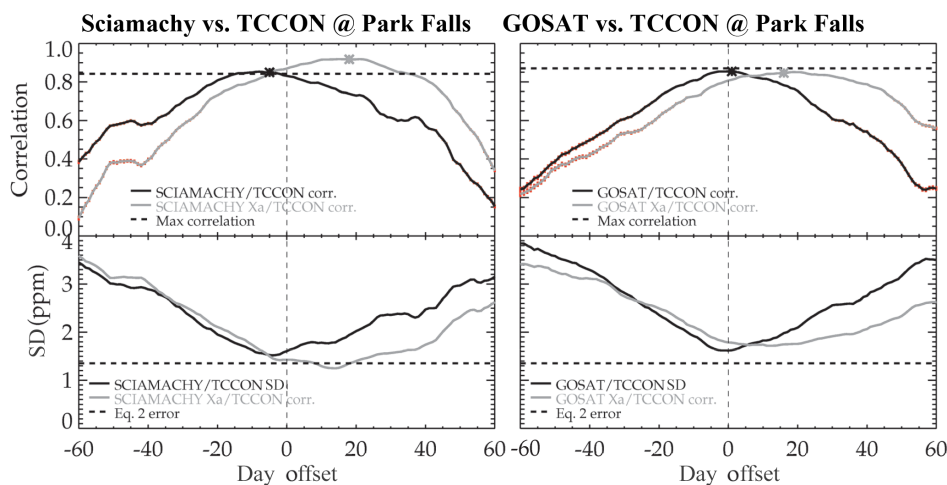 Sciamachy vs. TCCON @ Park Falls
GOSAT vs. TCCON @ Park Falls
1.0
0.8
0.6
0.4
0.2
0.0
Correlation
SCIAMACHY/TCCON corr.
SCIAMACHY Xa/TCCON corr.
Max correlation
GOSAT/TCCON corr.
GOSAT Xa/TCCON corr.
Max correlation
4
3
2
1
0
SD(ppm)
SCIAMACHY/TCCON SD
SCIAMACHY Xa/TCCON corr.
Eq. 2 error
GOSAT/TCCON SD
GOSAT Xa/TCCON corr.
Eq. 2 error
-60 -40 -20 0 20 40 60
-60 -40 -20 0 20 40 60
Day offset
Day offset